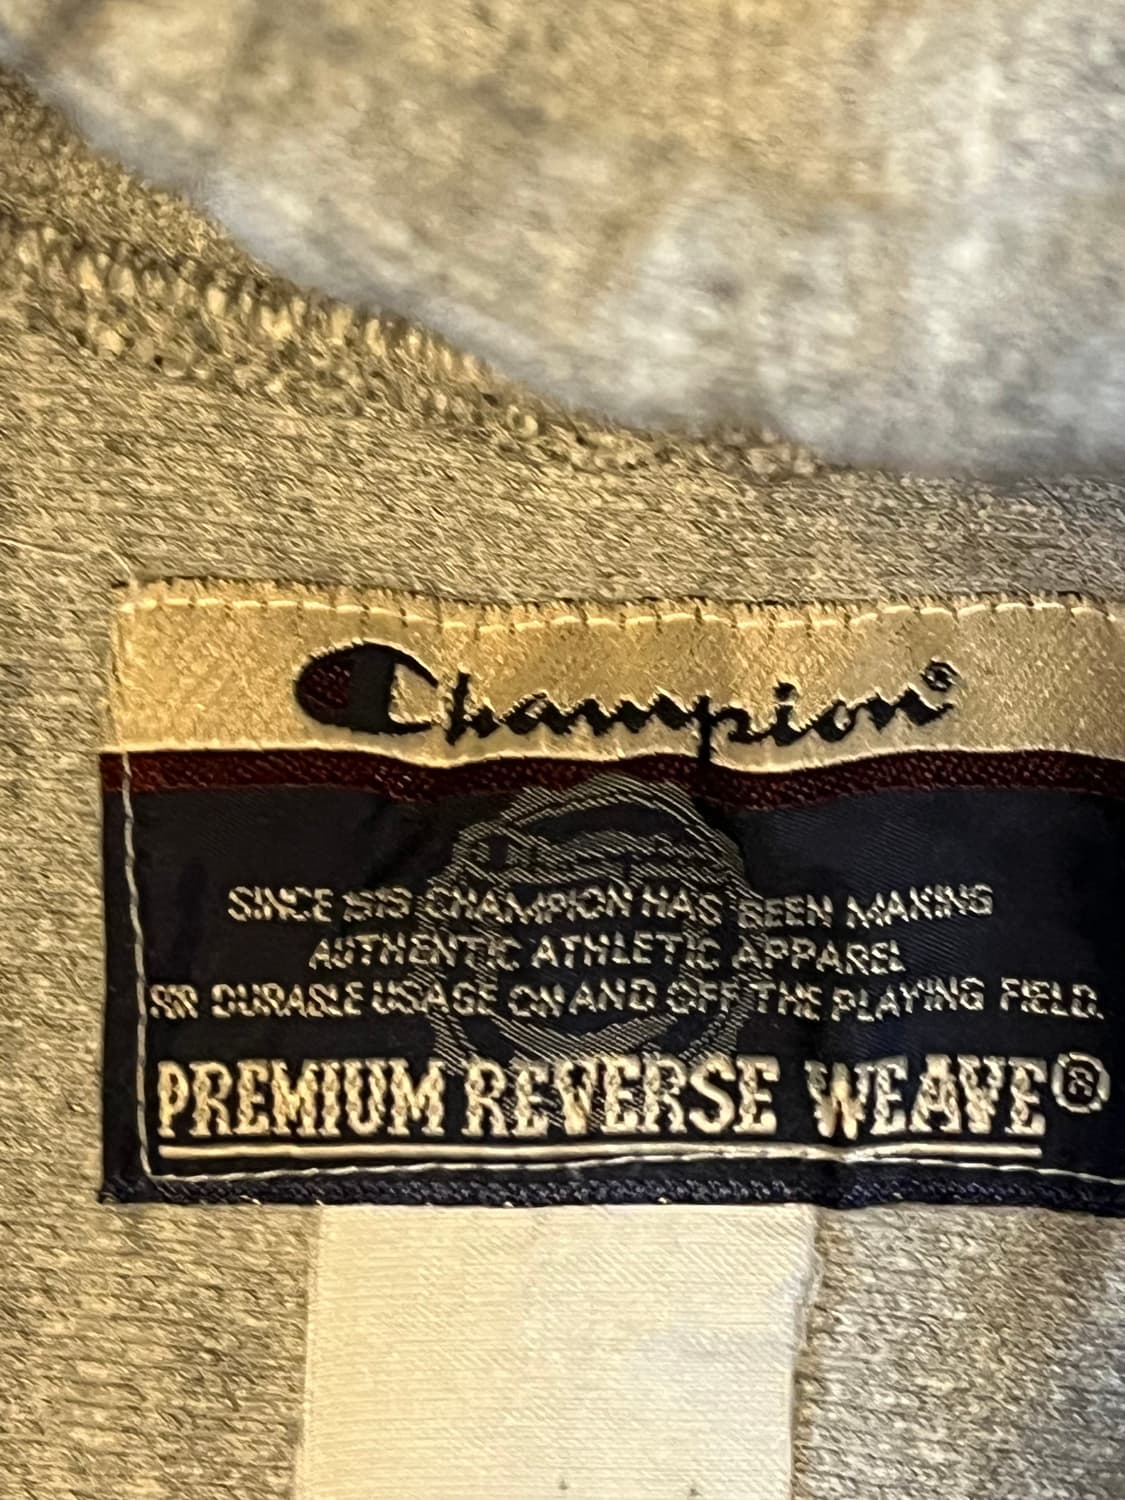 Champion®
SINCE 1919 CHAMPION HAS BEEN MAKING
AUTHENTIC ATHLETIC APPAREL
FOR DURABLE USAGE ON AND OFF THE PLAYING FIELD.
PREMIUM REVERSE WEAVE®